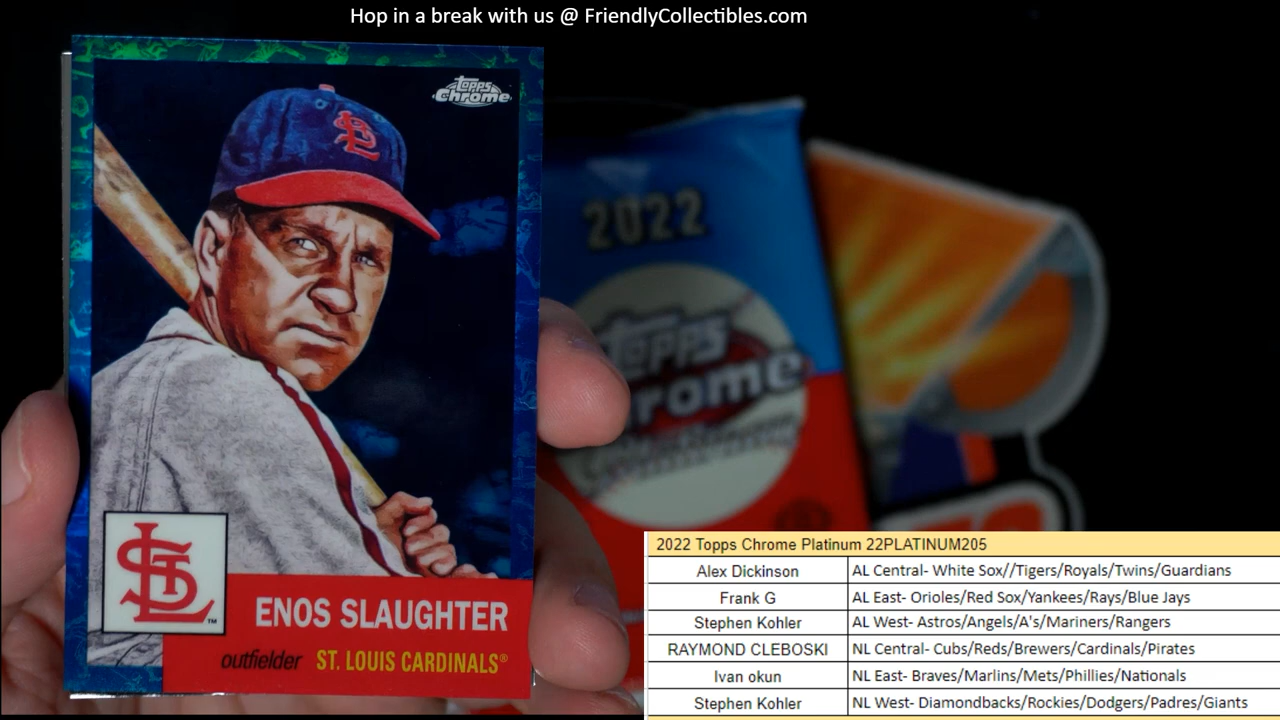 Hop in a break with us @ FriendlyCollectibles.com
Topps
Chrome
STL
2022
Topps
Chrome
STL
TM
ENOS SLAUGHTER
outfielder ST. LOUIS CARDINALS®
2022 Topps Chrome Platinum 22PLATINUM205
Alex Dickinson AL Central- White Sox//Tigers/Royals/Twins/Guardians
Frank G AL East- Orioles/Red Sox/Yankees/Rays/Blue Jays
Stephen Kohler AL West- Astros/Angels/A's/Mariners/Rangers
RAYMOND CLEBOSKI NL Central- Cubs/Reds/Brewers/Cardinals/Pirates
Ivan okun NL East- Braves/Marlins/Mets/Phillies/Nationals
Stephen Kohler NL West- Diamondbacks/Rockies/Dodgers/Padres/Giants